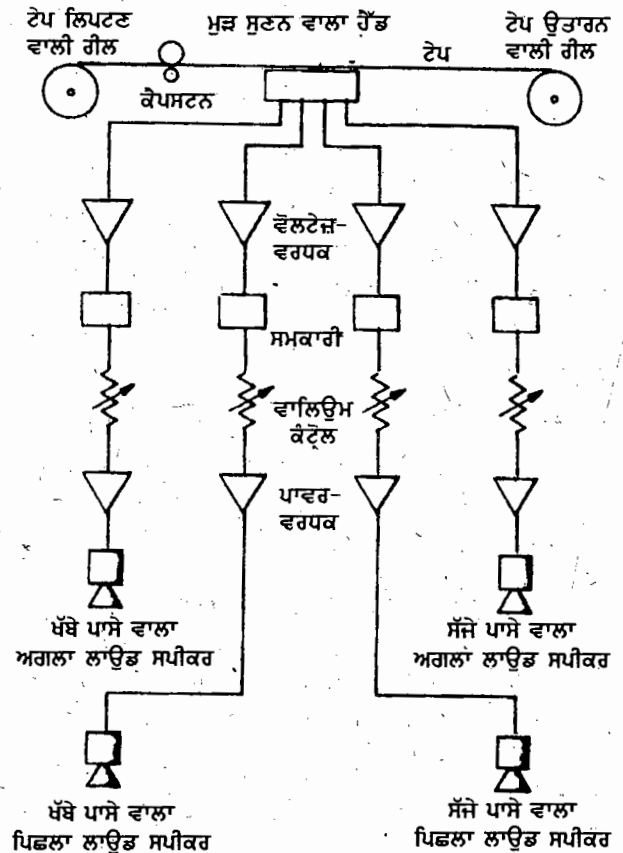 ਟੇਪ ਲਿਪਟਣ
ਵਾਲੀ ਰੀਲ
ਮੁੜ ਸੁਣਨ ਵਾਲਾ ਹੈੱਡ
ਟੇਪ
ਟੇਪ ਉਤਾਰਨ
ਵਾਲੀ ਰੀਲ
ਕੈਪਸਟਨ
ਵੋਲਟੇਜ਼-
ਵਰਧਕ
ਸਮਕਾਰੀ
ਵਾਲਿਉਮ
ਕੰਟ੍ਰੋਲ
ਪਾਵਰ-
ਵਰਧਕ
ਖੱਬੇ ਪਾਸੇ ਵਾਲਾ
ਅਗਲਾ ਲਾਊਡ ਸਪੀਕਰ
ਸੱਜੇ ਪਾਸੇ ਵਾਲਾ
ਅਗਲਾ ਲਾਊਡ ਸਪੀਕਰ
ਖੱਬੇ ਪਾਸੇ ਵਾਲਾ
ਪਿਛਲਾ ਲਾਊਡ ਸਪੀਕਰ
ਸੱਜੇ ਪਾਸੇ ਵਾਲਾ
ਪਿਛਲਾ ਲਾਊਡ ਸਪੀਕਰ